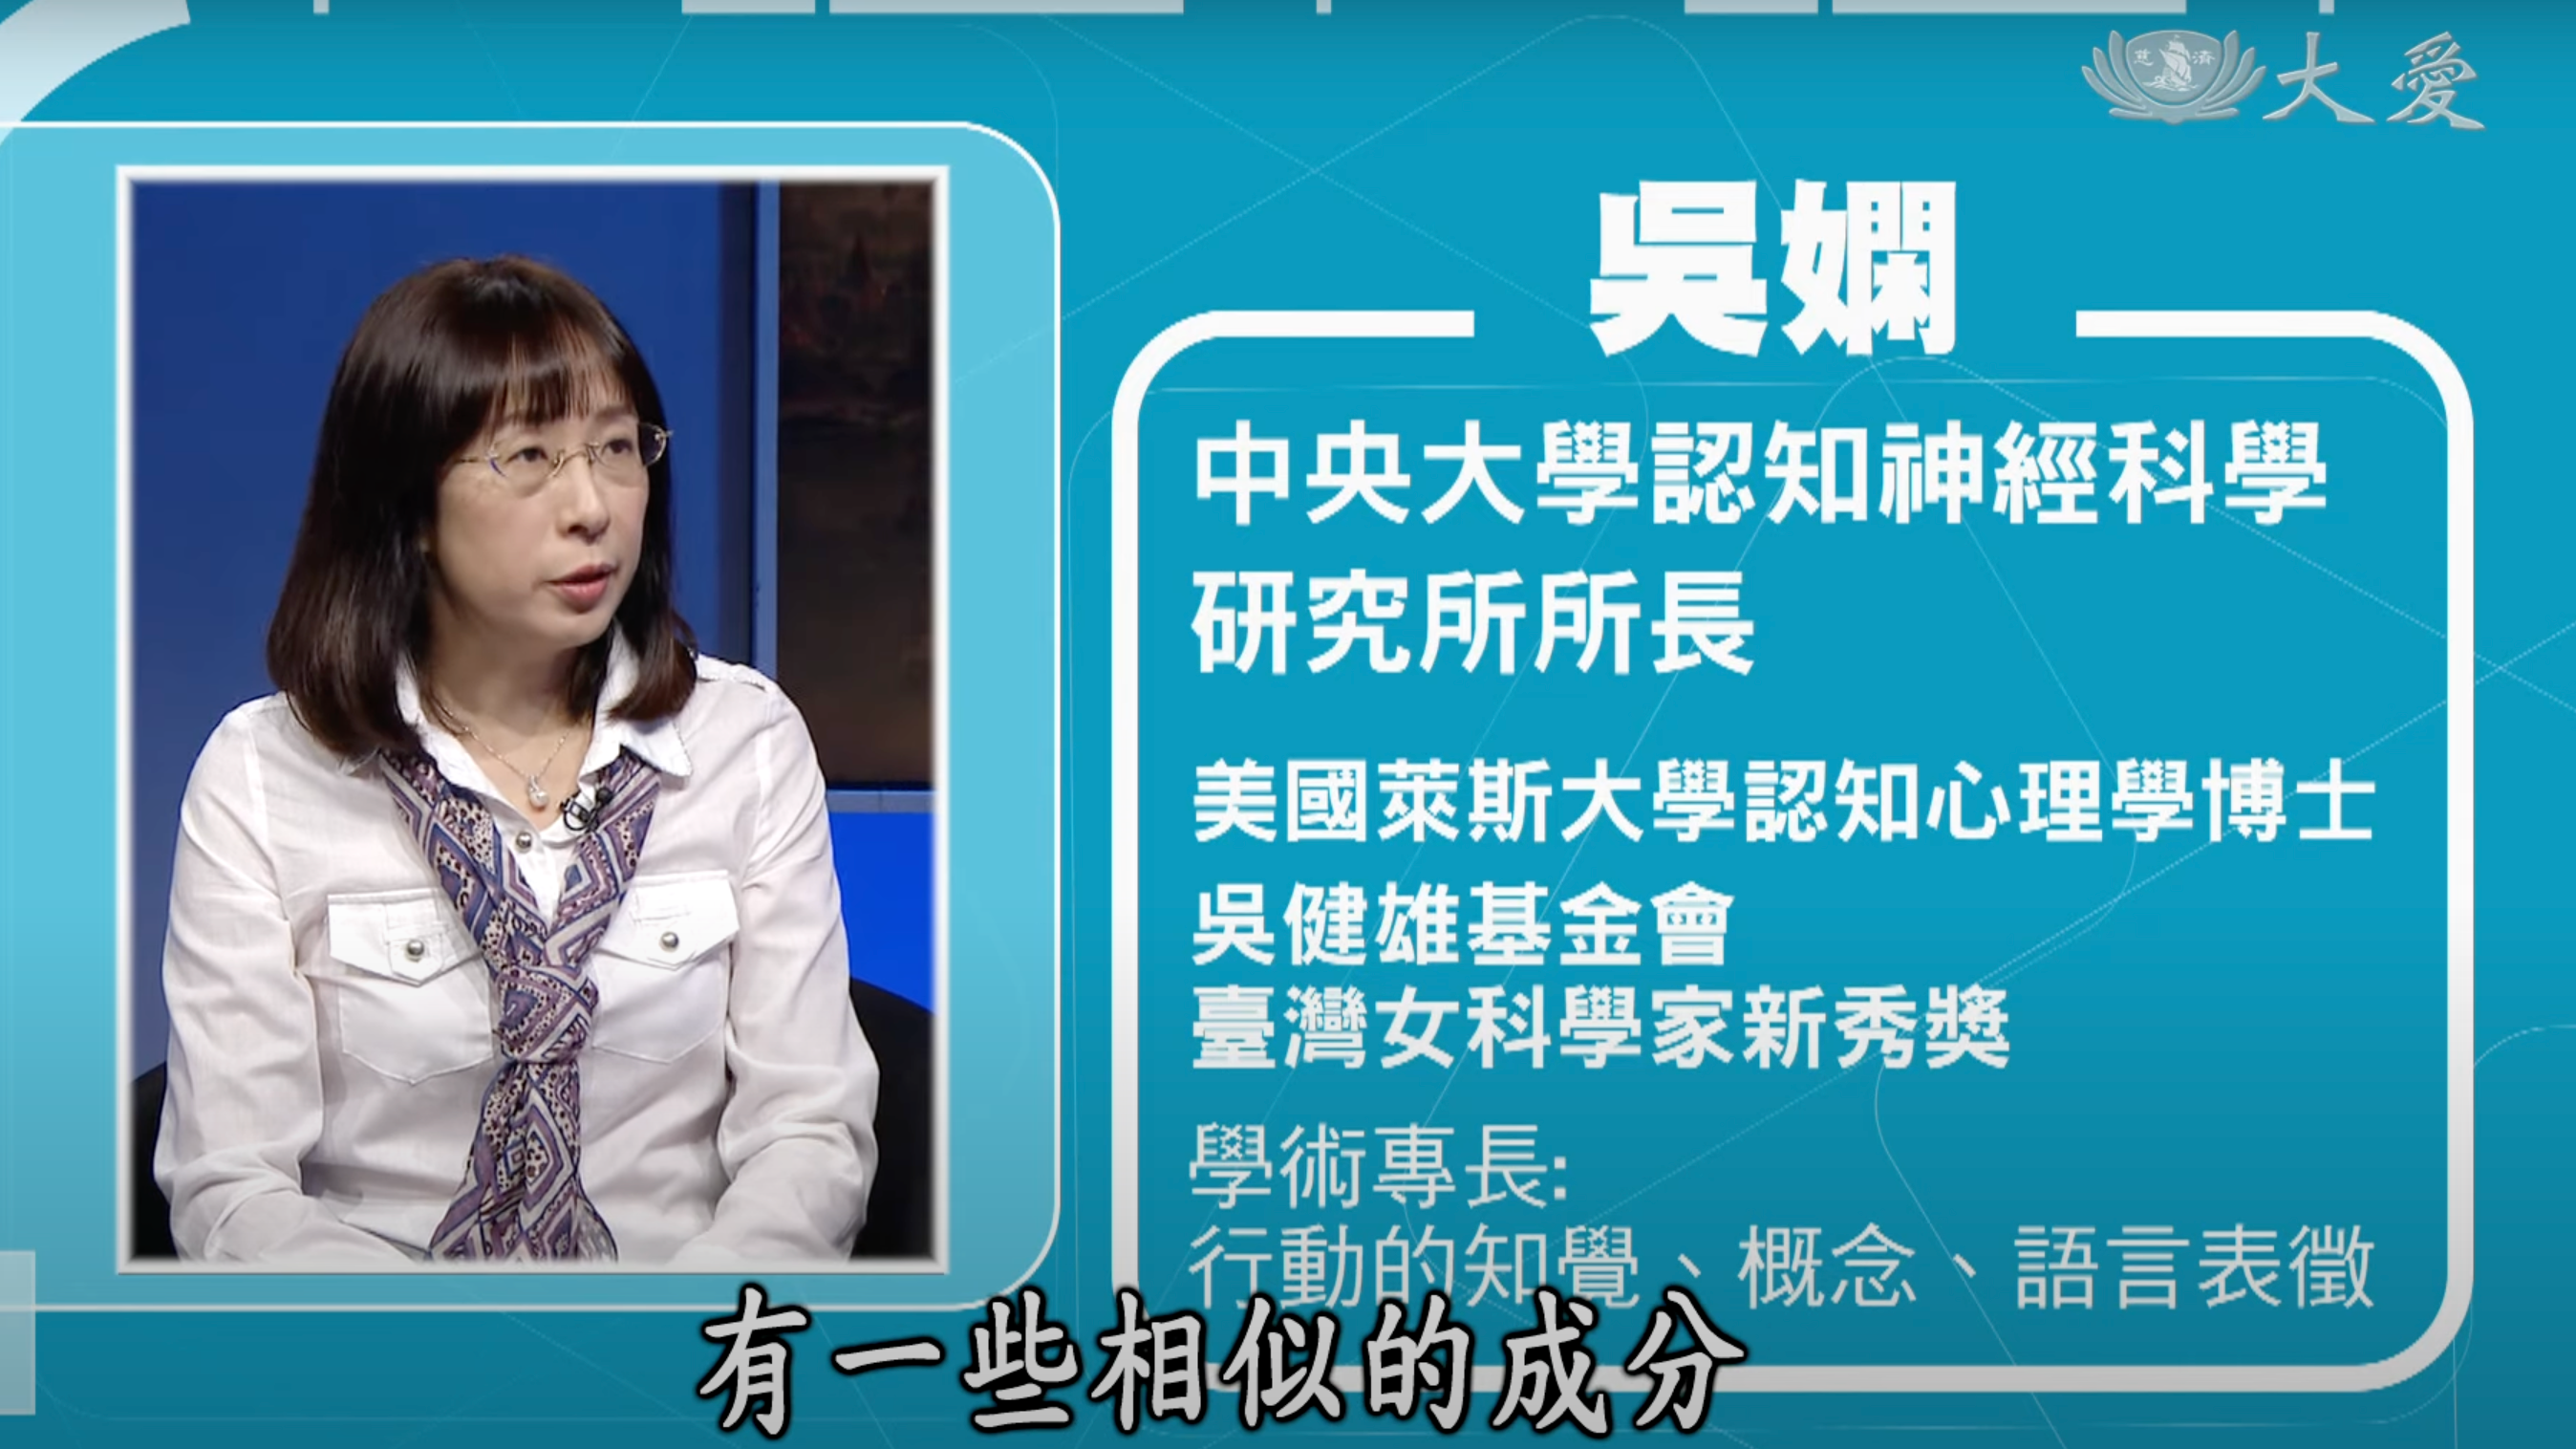 慈濟
大愛
吳嫻
中央大學認知神經科學
研究所所長
美國萊斯大學認知心理學博士
吳健雄基金會
臺灣女科學家新秀獎
學術專長:
行動的知覺、概念、語言表徵
有一些相似的成分